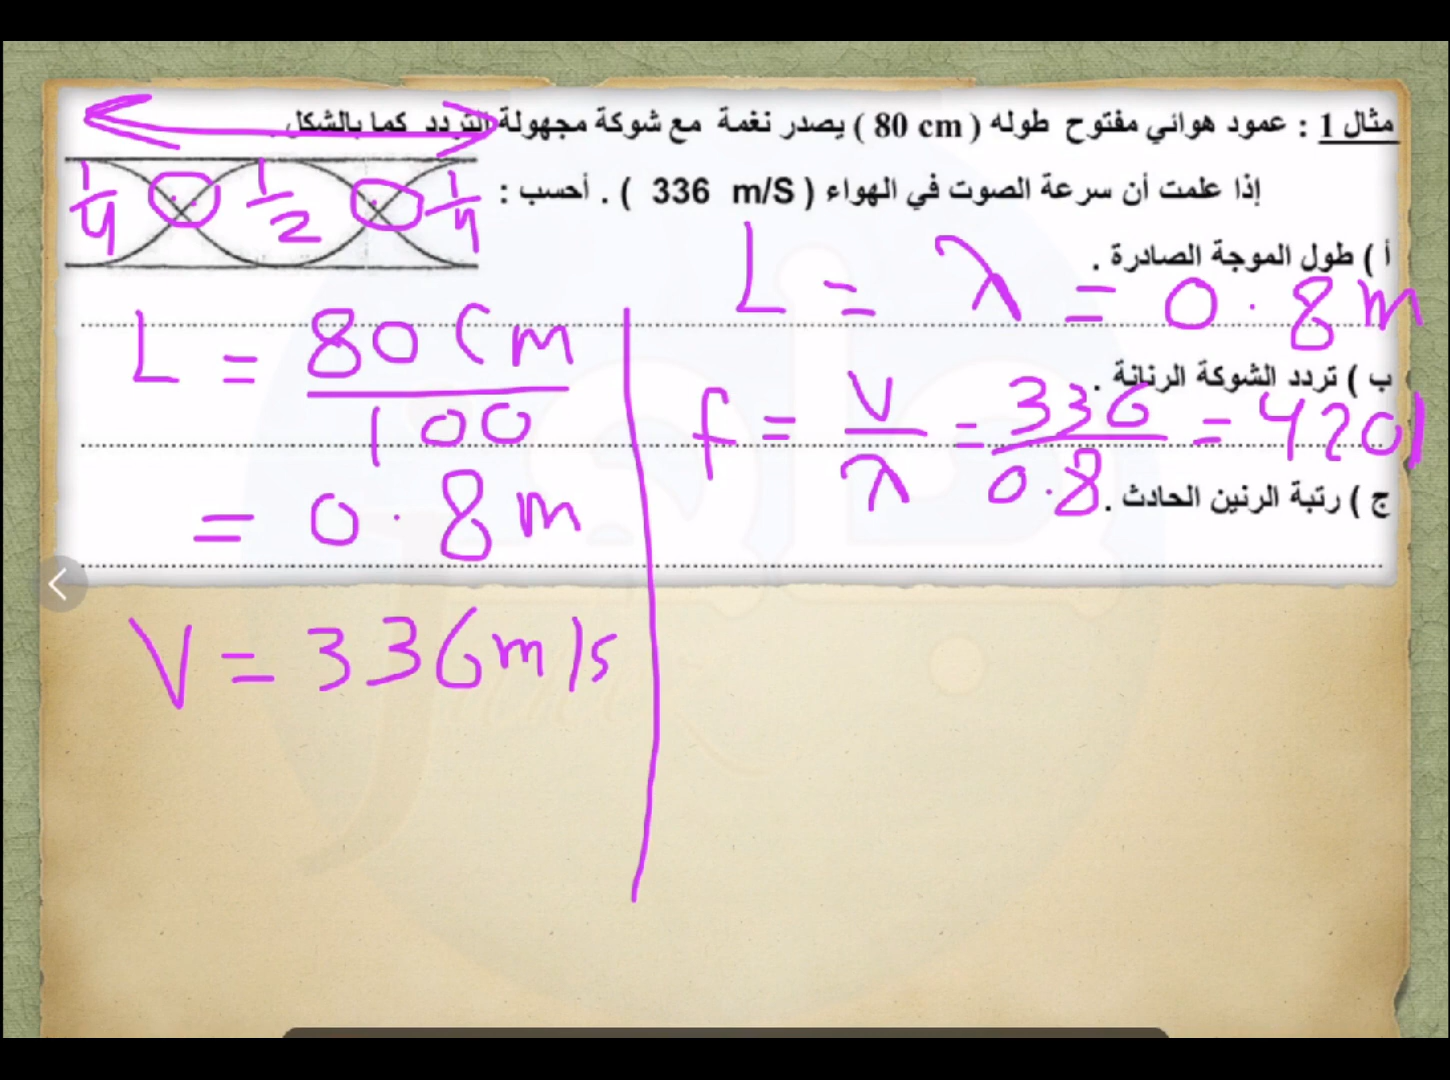 مثال 1 : عمود هوائي مفتوح طوله ( 80 cm ) يصدر نغمة مع شوكة مجهولة التردد كما بالشكل .
إذا علمت أن سرعة الصوت في الهواء ( 336 m/S ) . أحسب :
1/4 1/2 1/4
أ ) طول الموجة الصادرة .
L = λ = 0.8 m
L = 80 cm / 100
ب ) تردد الشوكة الرنانة .
f = V/λ = 336/0.8 = 420
= 0.8 m
ج ) رتبة الرنين الحادث .
V = 336 m/s